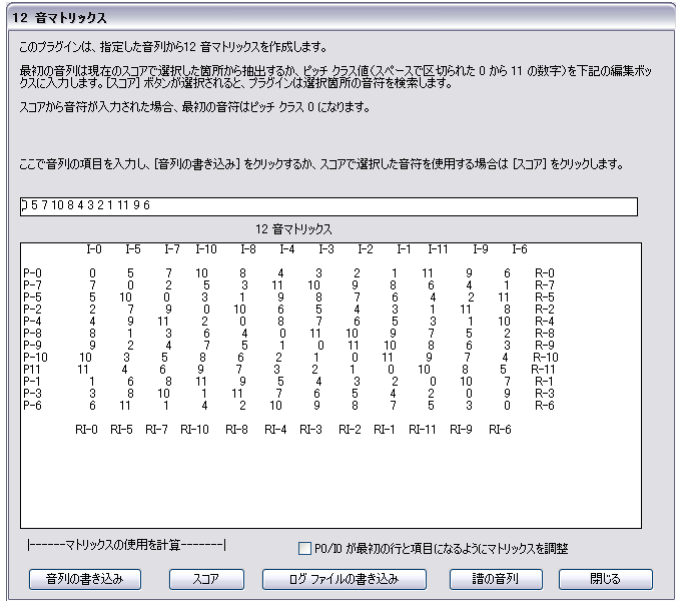 12 音マトリックス
このプラグインは、指定した音列から12 音マトリックスを作成します。
最初の音列は現在のスコアで選択した箇所から抽出するか、ピッチ クラス値(スペースで区切られた 0 から 11 の数字)を下記の編集ボッ
クスに入力します。[スコア] ボタンが選択されると、プラグインは選択箇所の音符を検索します。
スコアから音符が入力された場合、最初の音符はピッチ クラス 0 になります。
ここで音列の項目を入力し、[音列の書き込み] をクリックするか、スコアで選択した音符を使用する場合は [スコア] をクリックします。
0 5 7 10 8 4 3 2 1 11 9 6
12 音マトリックス
I-0 I-5 I-7 I-10 I-8 I-4 I-3 I-2 I-1 I-11 I-9 I-6
P-0 0 5 7 10 8 4 3 2 1 11 9 6 R-0
P-7 7 0 2 5 3 11 10 9 8 6 4 1 R-7
P-5 5 10 0 3 1 9 8 7 6 4 2 11 R-5
P-2 2 7 9 0 10 6 5 4 3 1 11 8 R-2
P-4 4 9 11 2 0 8 7 6 5 3 1 10 R-4
P-8 8 1 3 6 4 0 11 10 9 7 5 2 R-8
P-9 9 2 4 7 5 1 0 11 10 8 6 3 R-9
P-10 10 3 5 8 6 2 1 0 11 9 7 4 R-10
P11 11 4 6 9 7 3 2 1 0 10 8 5 R-11
P-1 1 6 8 11 9 5 4 3 2 0 10 7 R-1
P-3 3 8 10 1 11 7 6 5 4 2 0 9 R-3
P-6 6 11 1 4 2 10 9 8 7 5 3 0 R-6
RI-0 RI-5 RI-7 RI-10 RI-8 RI-4 RI-3 RI-2 RI-1 RI-11 RI-9 RI-6
|------マトリックスの使用を計算-------|
P0/I0 が最初の行と項目になるようにマトリックスを調整
音列の書き込み スコア ログ ファイルの書き込み 譜の音列 閉じる